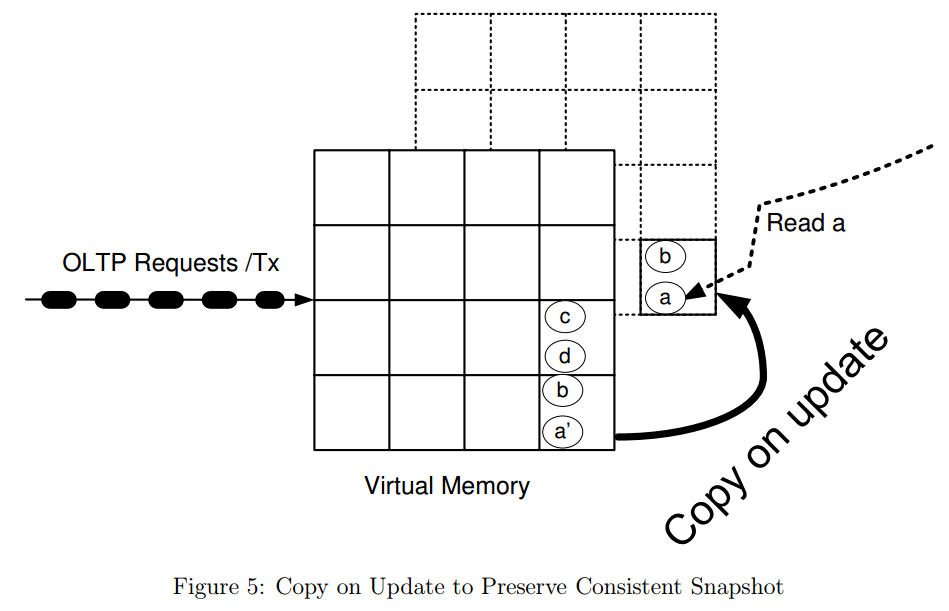 b
Read a
OLTP Requests /Tx
a
c
d
b
a’
Copy on update
Virtual Memory
Figure 5: Copy on Update to Preserve Consistent Snapshot